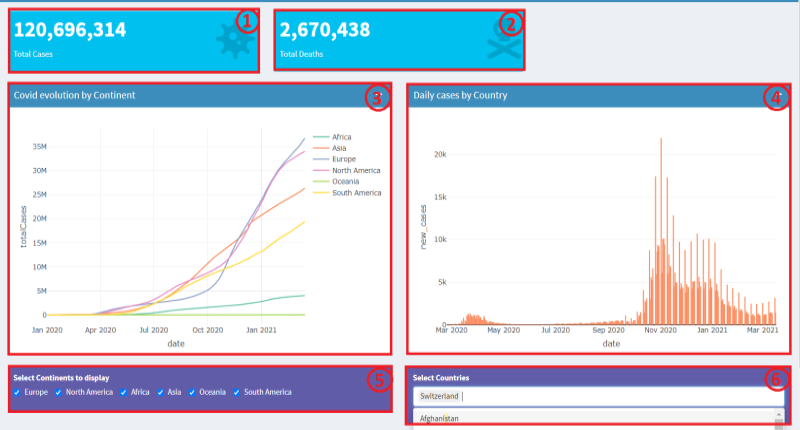 120,696,314
Total Cases
1
2,670,438
Total Deaths
2
Covid evolution by Continent
3
35M
30M
25M
20M
15M
10M
5M
0
totalCases
Jan 2020 Apr 2020 Jul 2020 Oct 2020 Jan 2021
date
Africa
Asia
Europe
North America
Oceania
South America
Daily cases by Country
4
20k
15k
10k
5k
0
new_cases
Mar 2020 May 2020 Jul 2020 Sep 2020 Nov 2020 Jan 2021 Mar 2021
date
Select Continents to display
5
Europe North America Africa Asia Oceania South America
Select Countries
6
Switzerland
Afghanistan